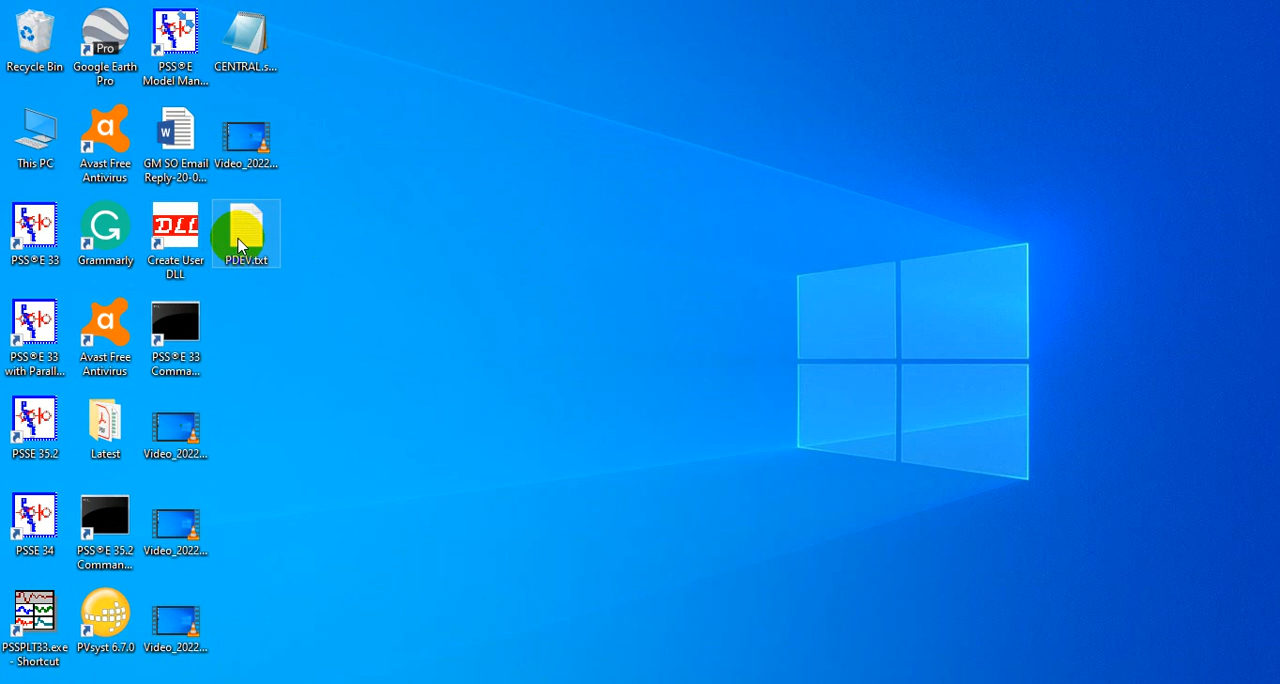 Recycle Bin
Google Earth
Pro
PSS®E
Model Man...
CENTRAL.s...
This PC
Avast Free
Antivirus
GM SO Email
Reply-20-0...
Video_2022...
PSS®E 33
Grammarly
Create User
DLL
PDEV.txt
PSS®E 33
with Parall...
Avast Free
Antivirus
PSS®E 33
Comma...
PSSE 35.2
Latest
Video_2022...
PSSE 34
PSS®E 35.2
Comman...
Video_2022...
PSSPLT33.exe
- Shortcut
PVsyst 6.7.0
Video_2022...
Pro
DLL
W
a
a
G